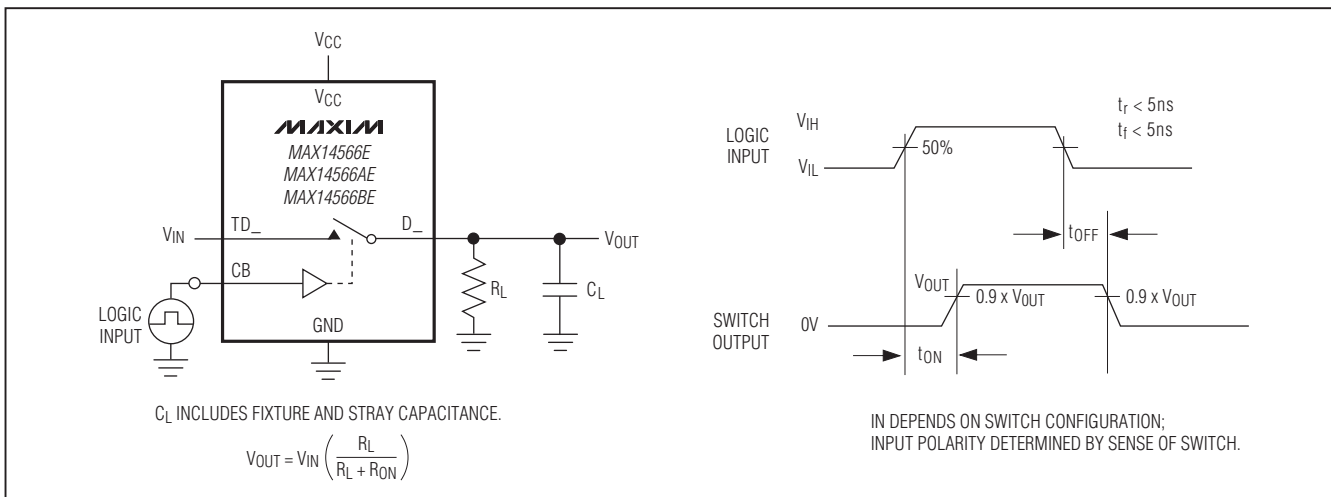 VCC
VCC
MAXIM
MAX14566E
MAX14566AE
MAX14566BE
VIN
TD_
D_
VOUT
CB
RL
CL
LOGIC
INPUT
GND
CL INCLUDES FIXTURE AND STRAY CAPACITANCE.
VOUT = VIN ( RL / RL + RON )
LOGIC
INPUT
VIH
VIL
50%
tr < 5ns
tf < 5ns
tOFF
SWITCH
OUTPUT
VOUT
0V
0.9 x VOUT
0.9 x VOUT
tON
IN DEPENDS ON SWITCH CONFIGURATION;
INPUT POLARITY DETERMINED BY SENSE OF SWITCH.